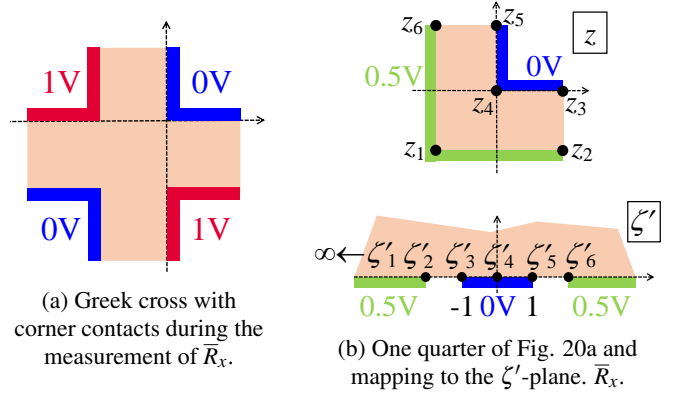 1V
0V
0V
1V
(a) Greek cross with
corner contacts during the
measurement of R̅ₓ.
z₆
z₅
z
0.5V
0V
z₄
z₃
z₁
z₂
ζ′
∞
ζ′₁
ζ′₂
ζ′₃
ζ′₄
ζ′₅
ζ′₆
0.5V
-1
0V
1
0.5V
(b) One quarter of Fig. 20a and
mapping to the ζ′-plane. R̅ₓ.